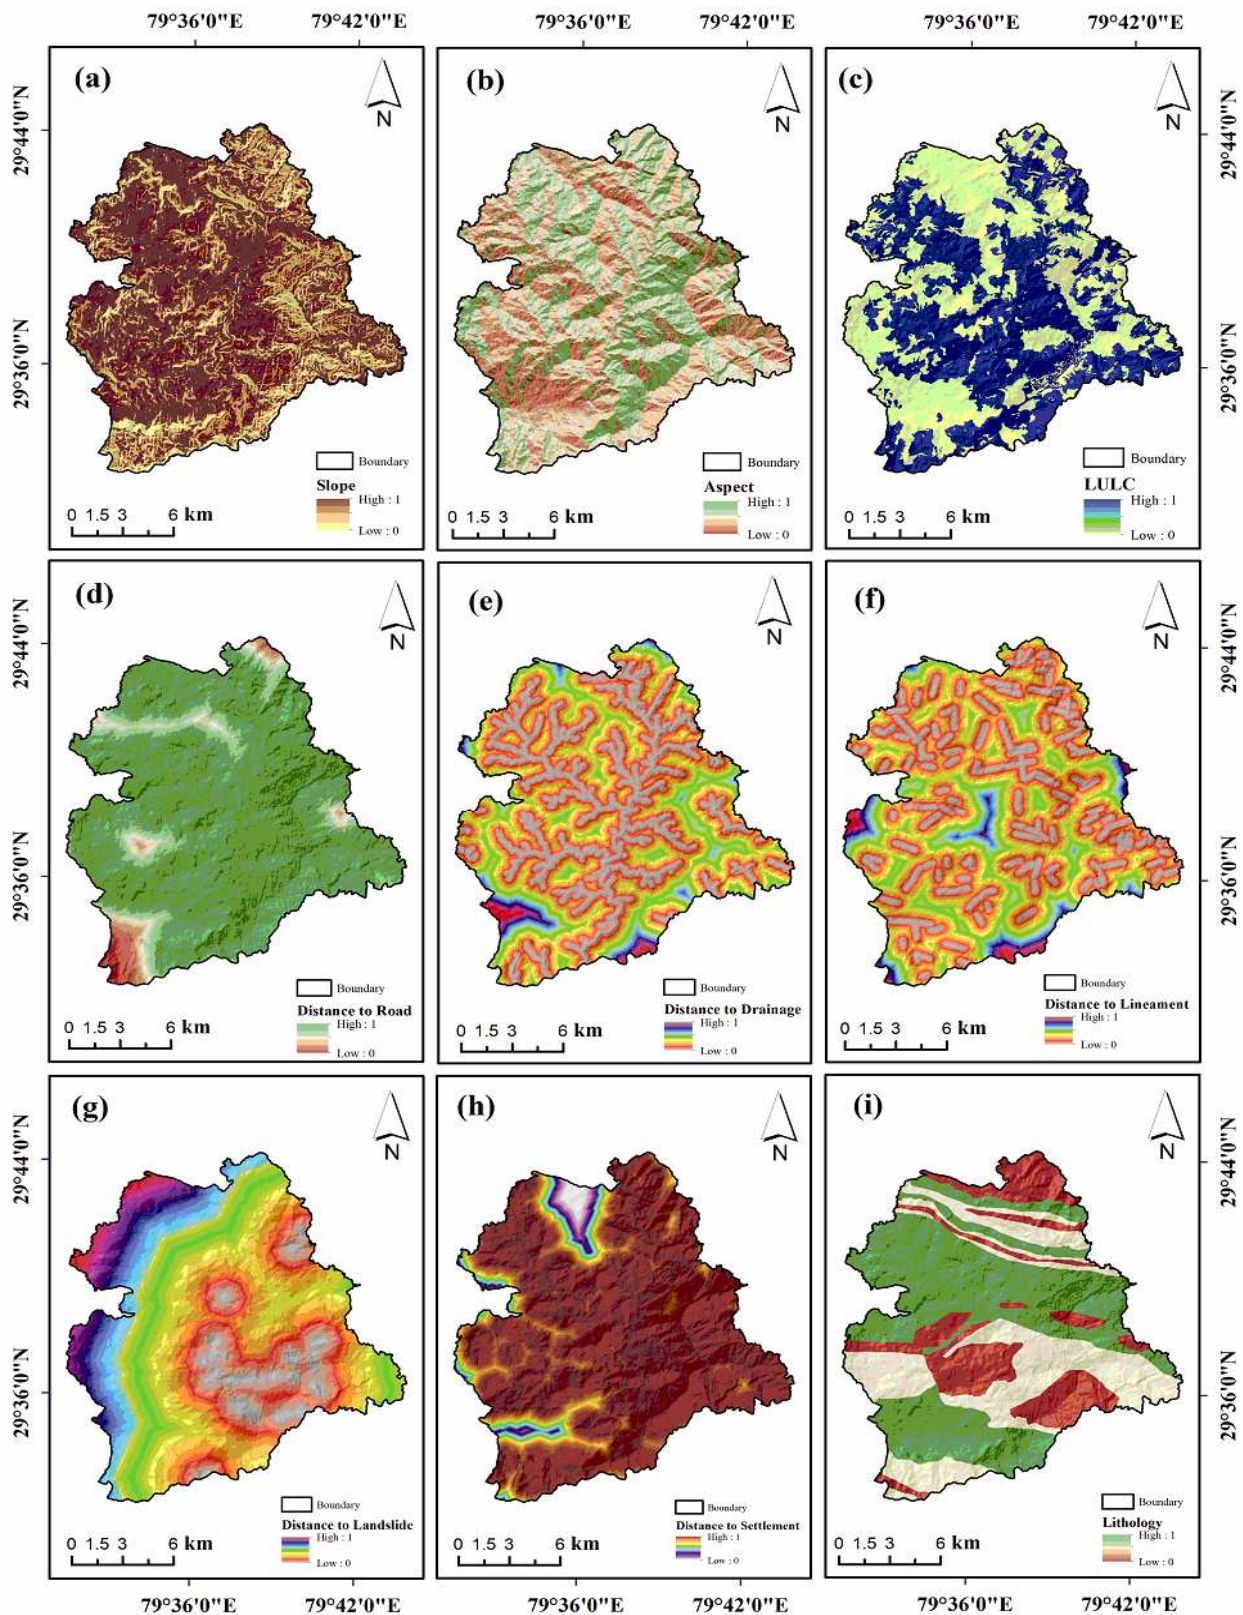 79°36'0"E 79°42'0"E 79°36'0"E 79°42'0"E 79°36'0"E 79°42'0"E
(a) (b) (c)
N N N
29°44'0"N 29°44'0"N
29°36'0"N 29°36'0"N
Boundary Boundary Boundary
Slope Aspect LULC
High : 1 High : 1 High : 1
0 1.5 3 6 km 0 1.5 3 6 km 0 1.5 3 6 km
Low : 0 Low : 0 Low : 0
(d) (e) (f)
N N N
29°44'0"N 29°44'0"N
29°36'0"N 29°36'0"N
Boundary Boundary Boundary
Distance to Road Distance to Drainage Distance to Lineament
High : 1 High : 1 High : 1
0 1.5 3 6 km 0 1.5 3 6 km 0 1.5 3 6 km
Low : 0 Low : 0 Low : 0
(g) (h) (i)
N N N
29°44'0"N 29°44'0"N
29°36'0"N 29°36'0"N
Boundary Boundary Boundary
Distance to Landslide Distance to Settlement Lithology
High : 1 High : 1 High : 1
0 1.5 3 6 km 0 1.5 3 6 km 0 1.5 3 6 km
Low : 0 Low : 0 Low : 0
79°36'0"E 79°42'0"E 79°36'0"E 79°42'0"E 79°36'0"E 79°42'0"E